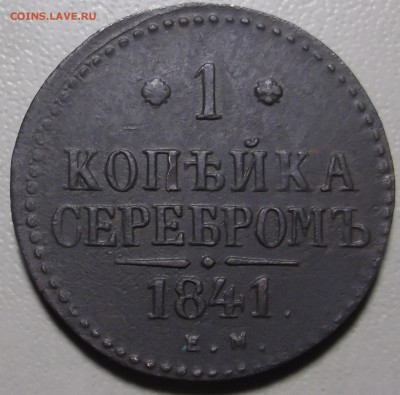 COINS.LAVE.RU
1
КОПѢЙКА
СЕРЕБРОМЪ
1841.
Е.М.